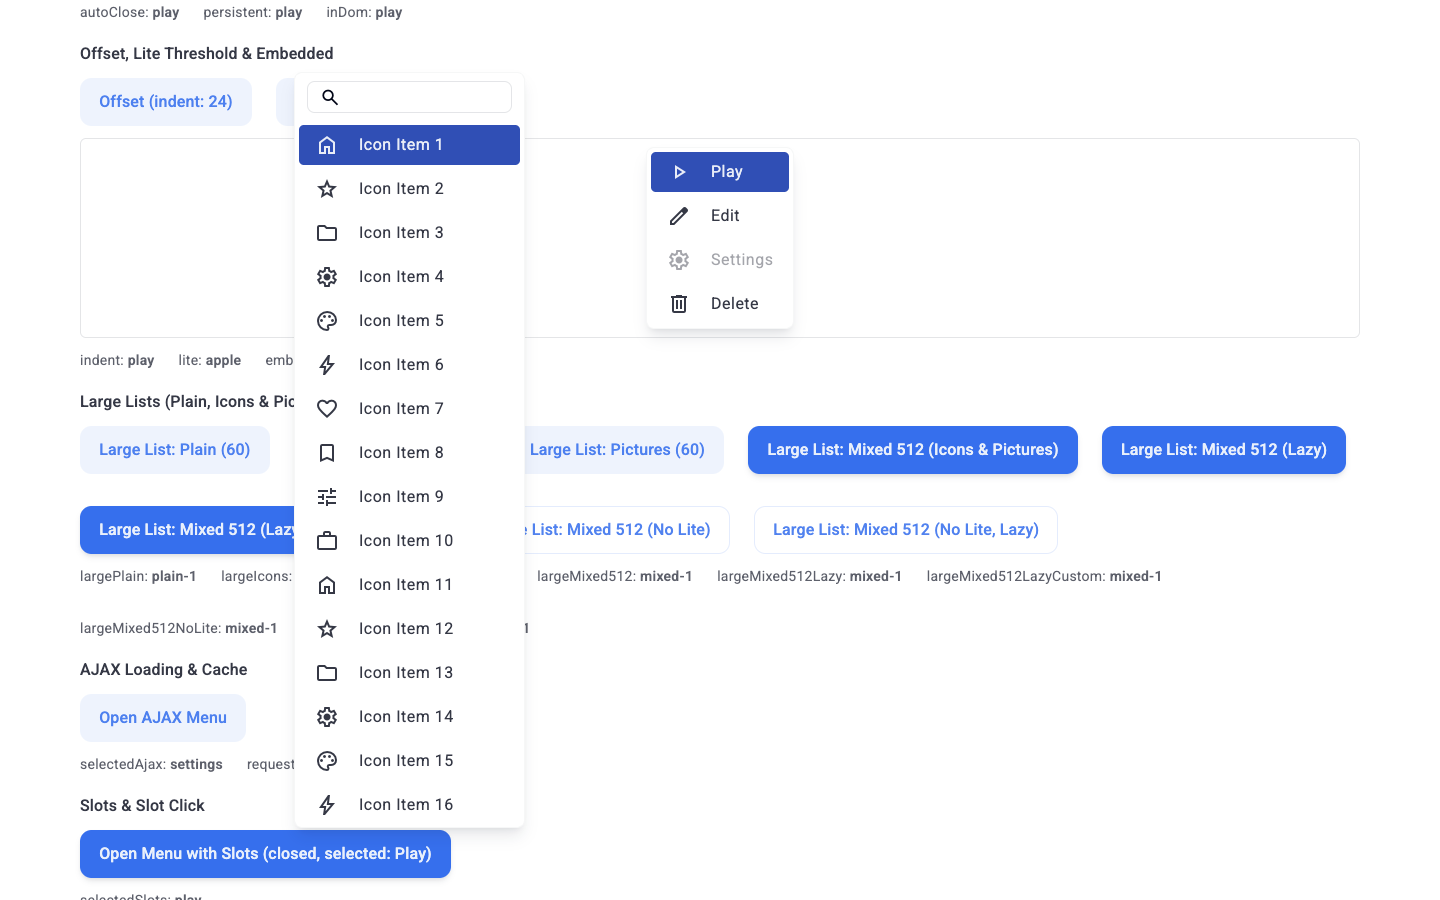 autoClose: play persistent: play inDom: play
Offset, Lite Threshold & Embedded
Offset (indent: 24)
Icon Item 1
Icon Item 2
Icon Item 3
Icon Item 4
Icon Item 5
Icon Item 6
Icon Item 7
Icon Item 8
Icon Item 9
Icon Item 10
Icon Item 11
Icon Item 12
Icon Item 13
Icon Item 14
Icon Item 15
Icon Item 16
Play
Edit
Settings
Delete
indent: play lite: apple emb
Large Lists (Plain, Icons & Pic
Large List: Plain (60)
Large List: Pictures (60)
Large List: Mixed 512 (Icons & Pictures)
Large List: Mixed 512 (Lazy)
Large List: Mixed 512 (Lazy
List: Mixed 512 (No Lite)
Large List: Mixed 512 (No Lite, Lazy)
largePlain: plain-1 largeIcons: largeMixed512: mixed-1 largeMixed512Lazy: mixed-1 largeMixed512LazyCustom: mixed-1
largeMixed512NoLite: mixed-1 1
AJAX Loading & Cache
Open AJAX Menu
selectedAjax: settings request
Slots & Slot Click
Open Menu with Slots (closed, selected: Play)
selectedSlots: play